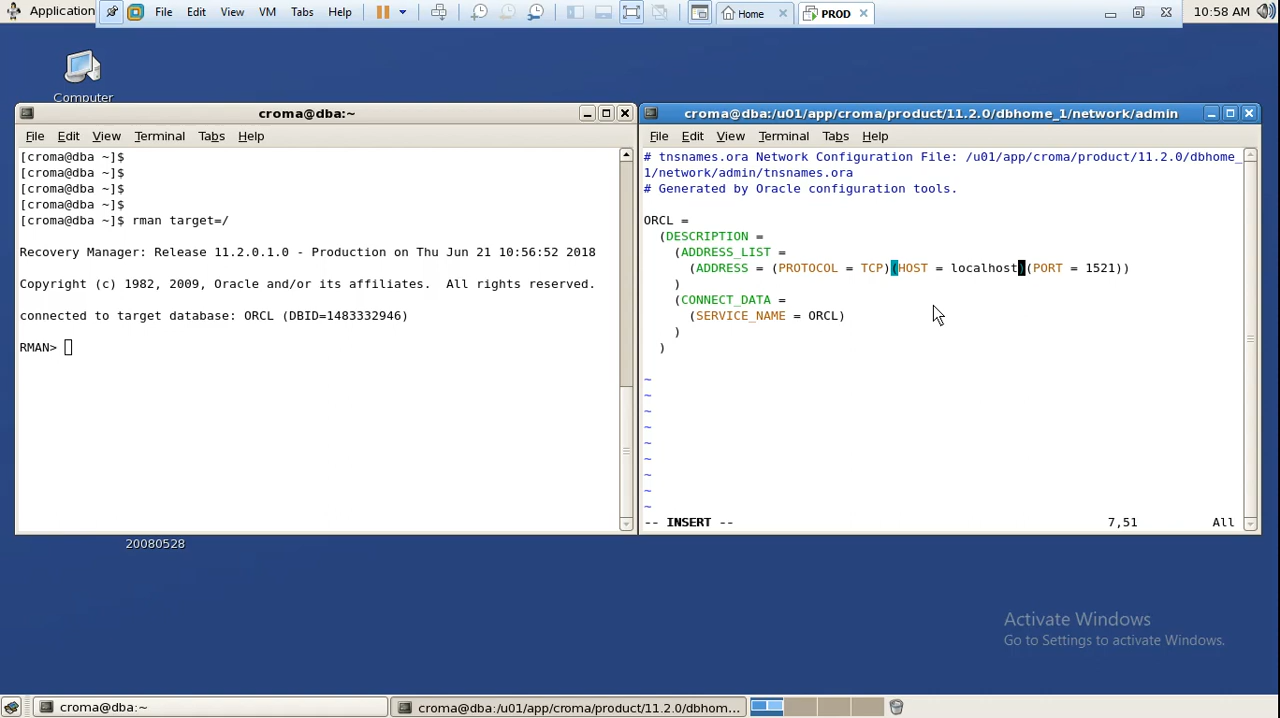 Application
File Edit View VM Tabs Help
Home
PROD
10:58 AM
Computer
croma@dba:~
File Edit View Terminal Tabs Help
[croma@dba ~]$
[croma@dba ~]$
[croma@dba ~]$
[croma@dba ~]$
[croma@dba ~]$ rman target=/
Recovery Manager: Release 11.2.0.1.0 - Production on Thu Jun 21 10:56:52 2018
Copyright (c) 1982, 2009, Oracle and/or its affiliates.  All rights reserved.
connected to target database: ORCL (DBID=1483332946)
RMAN>
croma@dba:/u01/app/croma/product/11.2.0/dbhome_1/network/admin
File Edit View Terminal Tabs Help
# tnsnames.ora Network Configuration File: /u01/app/croma/product/11.2.0/dbhome_
1/network/admin/tnsnames.ora
# Generated by Oracle configuration tools.
ORCL =
  (DESCRIPTION =
    (ADDRESS_LIST =
      (ADDRESS = (PROTOCOL = TCP)(HOST = localhost)(PORT = 1521))
    )
    (CONNECT_DATA =
      (SERVICE_NAME = ORCL)
    )
  )
~
~
~
~
~
~
~
~
~
-- INSERT --
7,51
All
20080528
Activate Windows
Go to Settings to activate Windows.
croma@dba:~
croma@dba:/u01/app/croma/product/11.2.0/dbhom...